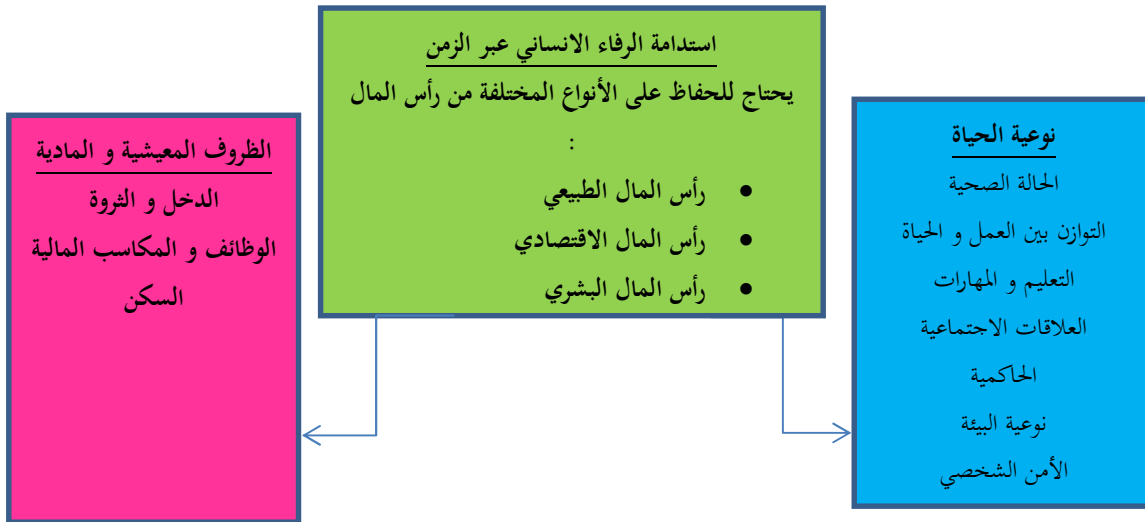 استدامة الرفاء الانساني عبر الزمن
يحتاج للحفاظ على الأنواع المختلفة من رأس المال
:
• رأس المال الطبيعي
• رأس المال الاقتصادي
• رأس المال البشري
نوعية الحياة
الحالة الصحية
التوازن بين العمل و الحياة
التعليم و المهارات
العلاقات الاجتماعية
الحاكمية
نوعية البيئة
الأمن الشخصي
الظروف المعيشية و المادية
الدخل و الثروة
الوظائف و المكاسب المالية
السكن